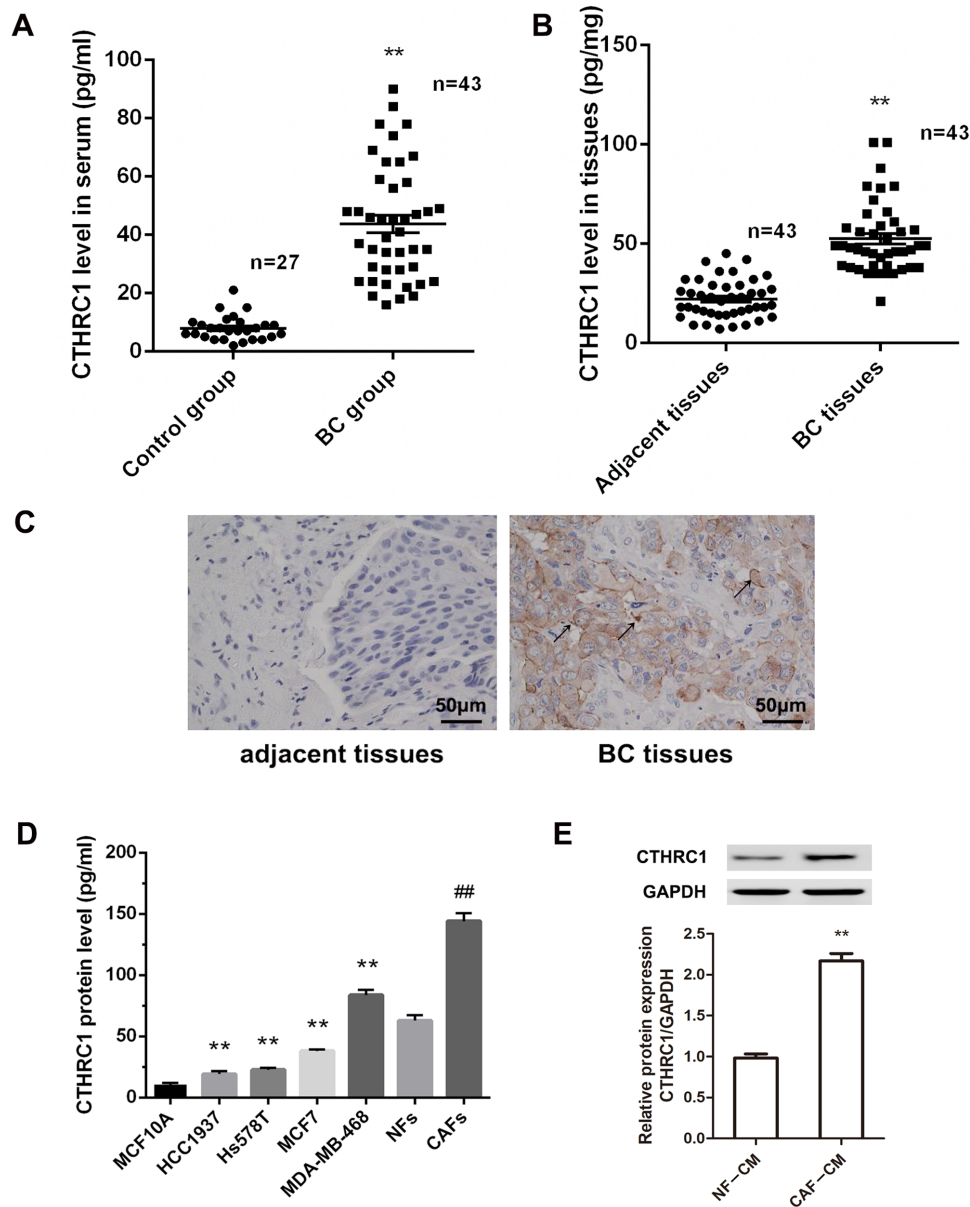 A
CTHRC1 level in serum (pg/ml)
100
80
60
40
20
0
**
n=43
n=27
Control group
BC group
B
CTHRC1 level in tissues (pg/mg)
150
100
50
0
**
n=43
n=43
Adjacent tissues
BC tissues
C
50μm
50μm
adjacent tissues
BC tissues
D
CTHRC1 protein level (pg/ml)
200
150
100
50
0
**
**
**
**
##
MCF10A
HCC1937
Hs578T
MCF7
MDA-MB-468
NFs
CAFs
E
CTHRC1
GAPDH
Relative protein expression
CTHRC1/GAPDH
2.5
2.0
1.5
1.0
0.5
0.0
**
NF−CM
CAF−CM